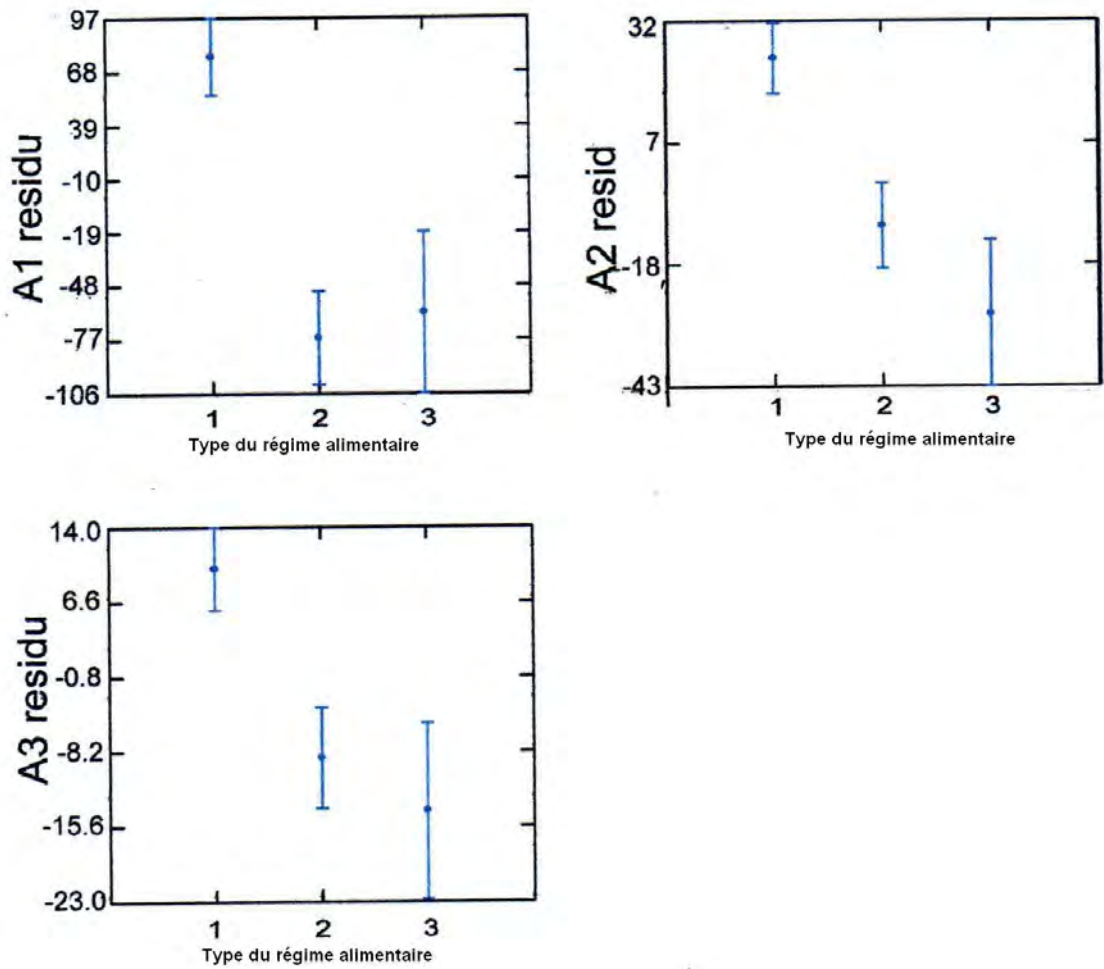 97
68
39
-10
-19
-48
-77
-106
A1 residu
1 2 3
Type du régime alimentaire
32
7
-18
-43
A2 resid
1 2 3
Type du régime alimentaire
14.0
6.6
-0.8
-8.2
-15.6
-23.0
A3 residu
1 2 3
Type du régime alimentaire